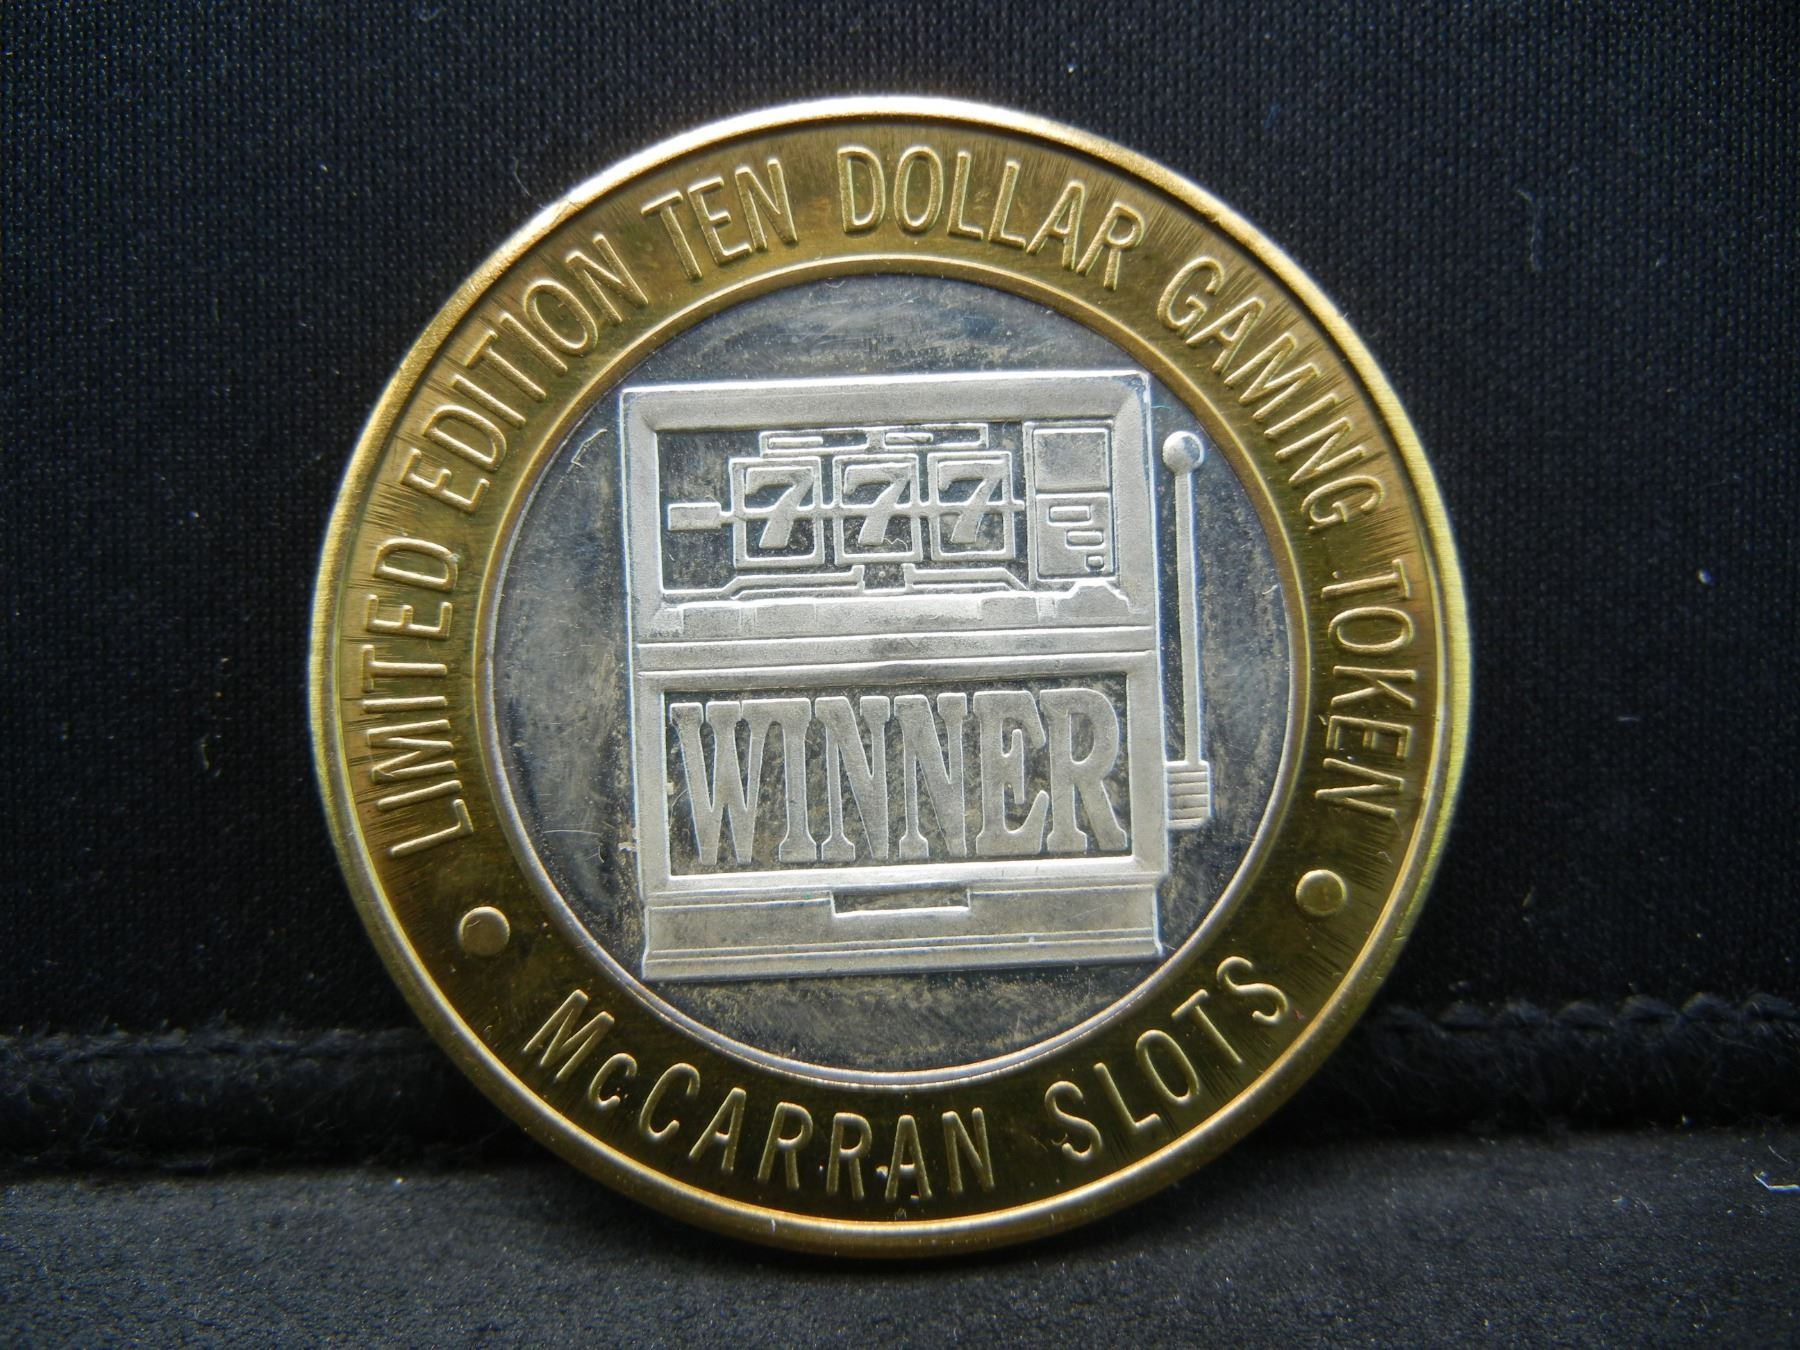 LIMITED EDITION TEN DOLLAR GAMING TOKEN
777
WINNER
• McCARRAN SLOTS •